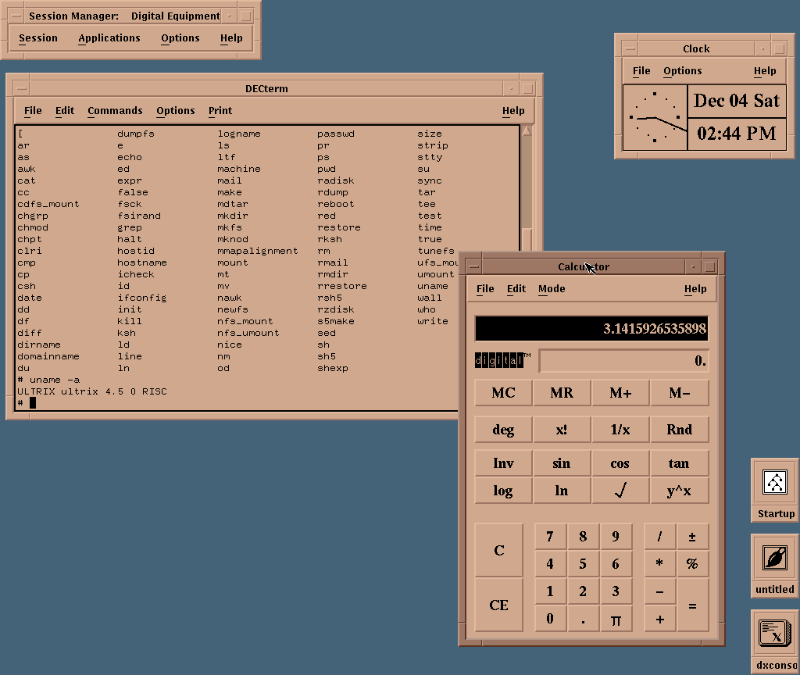 Session Manager: Digital Equipment
Session Applications Options Help
Clock
File Options Help
Dec 04 Sat
02:44 PM
DECterm
File Edit Commands Options Print Help
[ dumpfs logname passwd size
ar e ls pr strip
as echo ltf ps stty
awk ed machine pwd su
cat expr mail radisk sync
cc false make rdump tar
cdfs_mount fsck mdtar reboot tee
chgrp fsirand mkdir red test
chmod grep mkfs restore time
chpt halt mknod rksh true
clri hostid mmapalignment rm tunefs
cmp hostname mount rmail ufs_mou
cp icheck mt rmdir umount
csh id mv rrestore uname
date ifconfig nawk rsh5 wall
dd init newfs rzdisk who
df kill nfs_mount s5make write
diff ksh nfs_umount sed
dirname ld nice sh
domainname line nm sh5
du ln od shexp
# uname -a
ULTRIX ultrix 4.5 0 RISC
#
Calculator
File Edit Mode Help
3.1415926535898
digital™ 0.
MC MR M+ M-
deg x! 1/x Rnd
Inv sin cos tan
log ln √ y^x
C 7 8 9 / ±
4 5 6 * %
CE 1 2 3 - =
0 . π +
Startup
untitled
X
dxconso